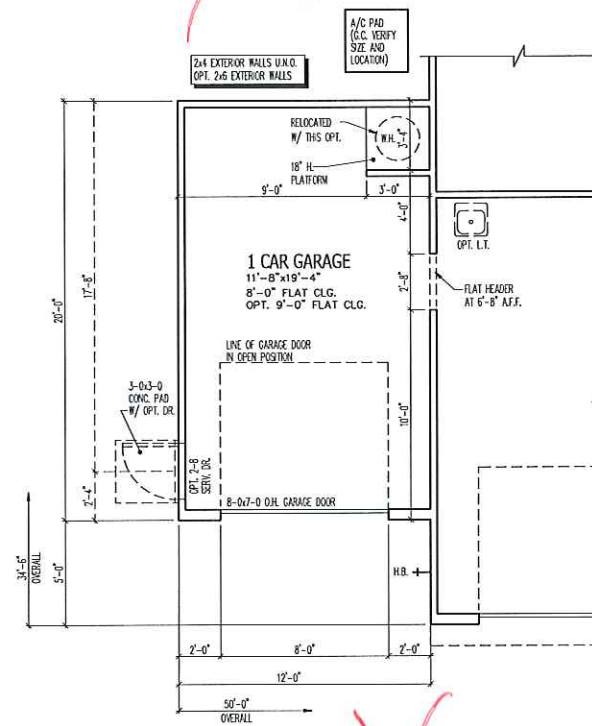 A/C PAD
(G.C. VERIFY
SIZE AND
LOCATION)
2x4 EXTERIOR WALLS U.N.O.
OPT. 2x6 EXTERIOR WALLS
RELOCATED
W/ THIS OPT.
W.H.
3'-4"
18" H.
PLATFORM
9'-0"
3'-0"
4'-0"
OPT. L.T.
17'-8"
20'-0"
1 CAR GARAGE
11'-8"x19'-4"
8'-0" FLAT CLG.
OPT. 9'-0" FLAT CLG.
2'-8"
FLAT HEADER
AT 6'-8" A.F.F.
LINE OF GARAGE DOOR
IN OPEN POSITION
3-0x3-0
CONC. PAD
W/ OPT. DR.
10'-0"
OPT. 2-8
SERV. DR.
2'-4"
8-0x7-0 O.H. GARAGE DOOR
34'-6"
OVERALL
5'-0"
H.B.
2'-0"
8'-0"
2'-0"
12'-0"
50'-0"
OVERALL